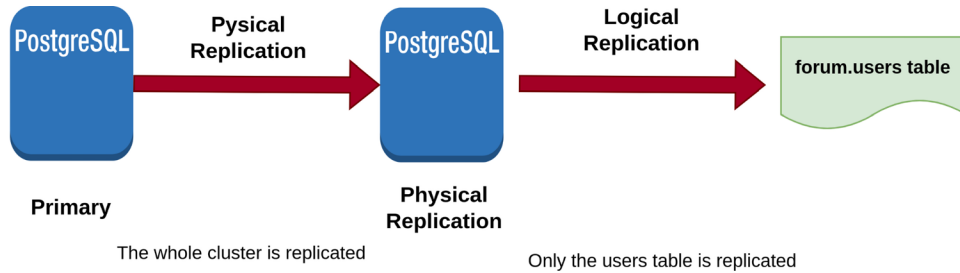 PostgreSQL
Pysical
Replication
PostgreSQL
Logical
Replication
forum.users table
Primary
Physical
Replication
The whole cluster is replicated
Only the users table is replicated